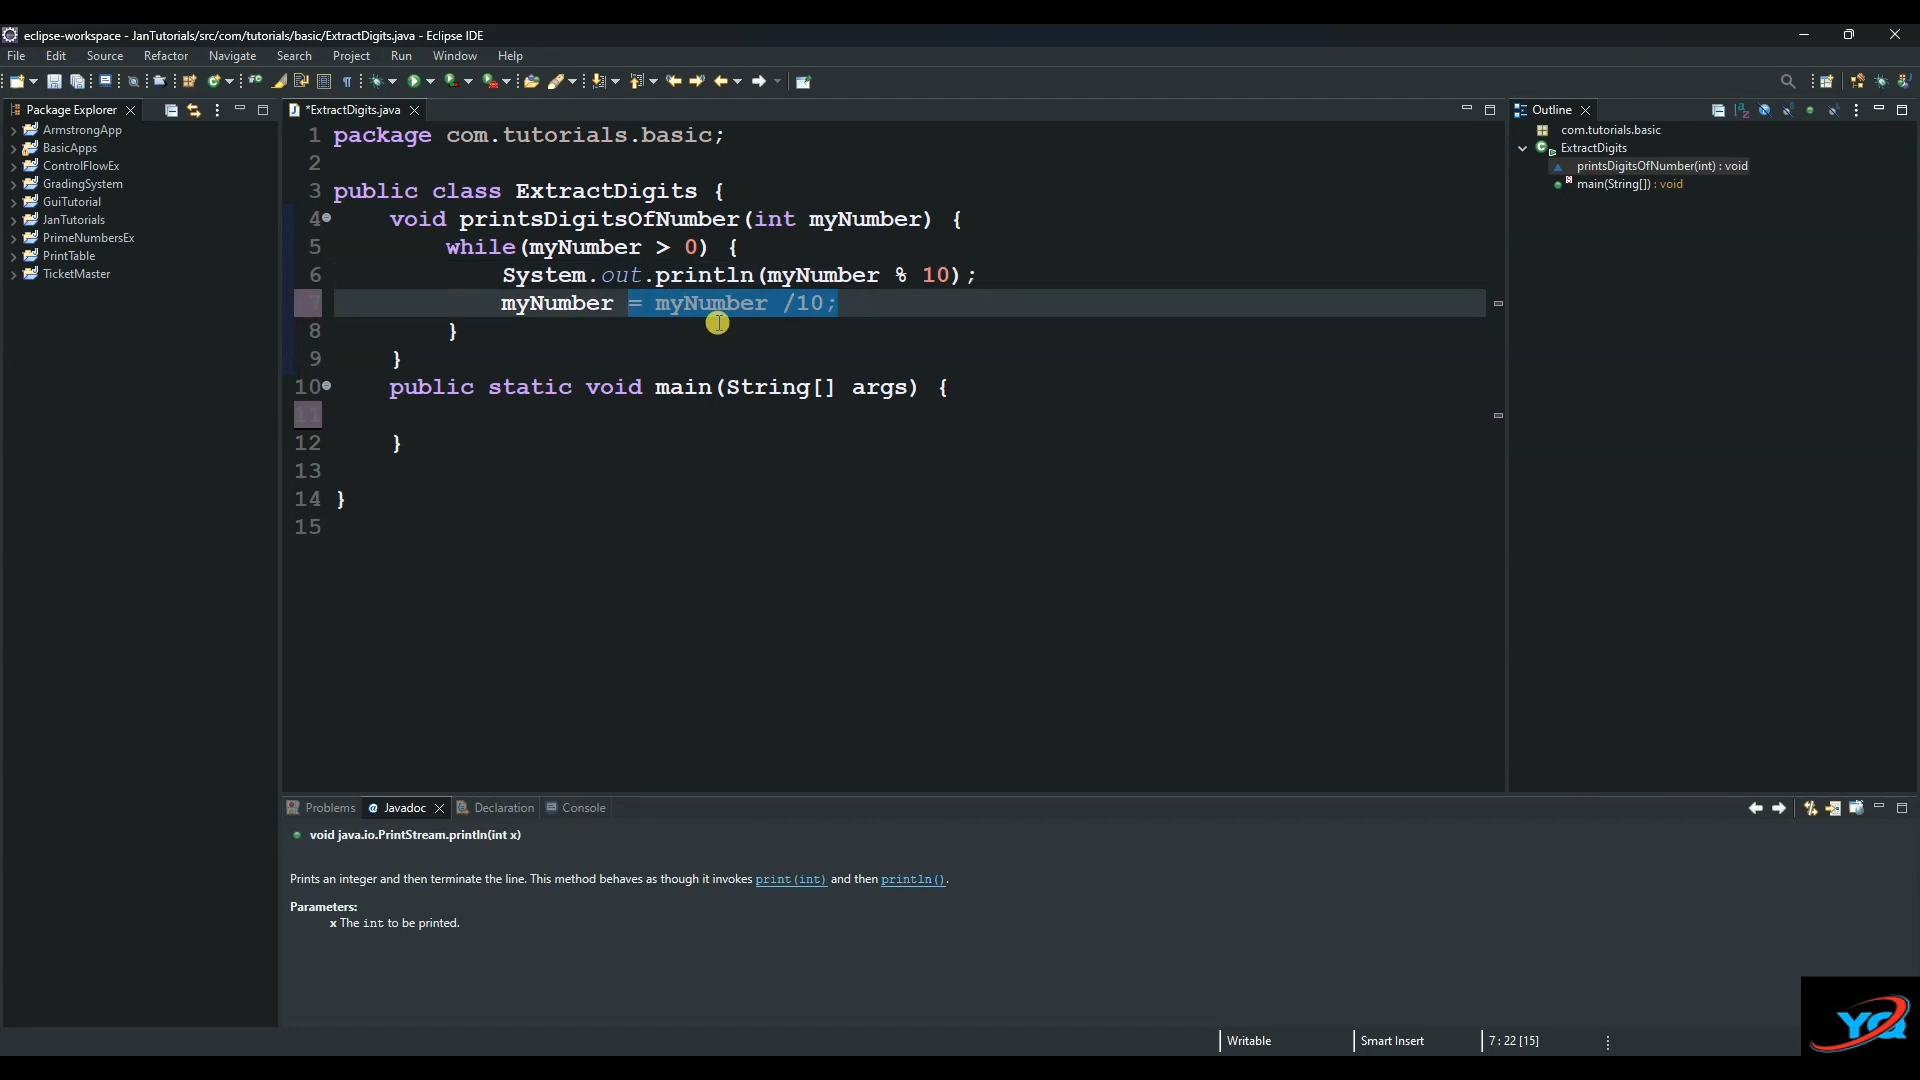 eclipse-workspace - JanTutorials/src/com/tutorials/basic/ExtractDigits.java - Eclipse IDE
File Edit Source Refactor Navigate Search Project Run Window Help
Package Explorer
ArmstrongApp
BasicApps
ControlFlowEx
GradingSystem
GuiTutorial
JanTutorials
PrimeNumbersEx
PrintTable
TicketMaster
*ExtractDigits.java
1 package com.tutorials.basic;
2
3 public class ExtractDigits {
4 void printsDigitsOfNumber(int myNumber) {
5 while(myNumber > 0) {
6 System.out.println(myNumber % 10);
7 myNumber = myNumber /10;
8 }
9 }
10 public static void main(String[] args) {
11
12 }
13
14 }
15
Outline
com.tutorials.basic
ExtractDigits
printsDigitsOfNumber(int) : void
main(String[]) : void
Problems Javadoc Declaration Console
void java.io.PrintStream.println(int x)
Prints an integer and then terminate the line. This method behaves as though it invokes print(int) and then println().
Parameters:
x The int to be printed.
Writable Smart Insert 7 : 22 [15]
YQ